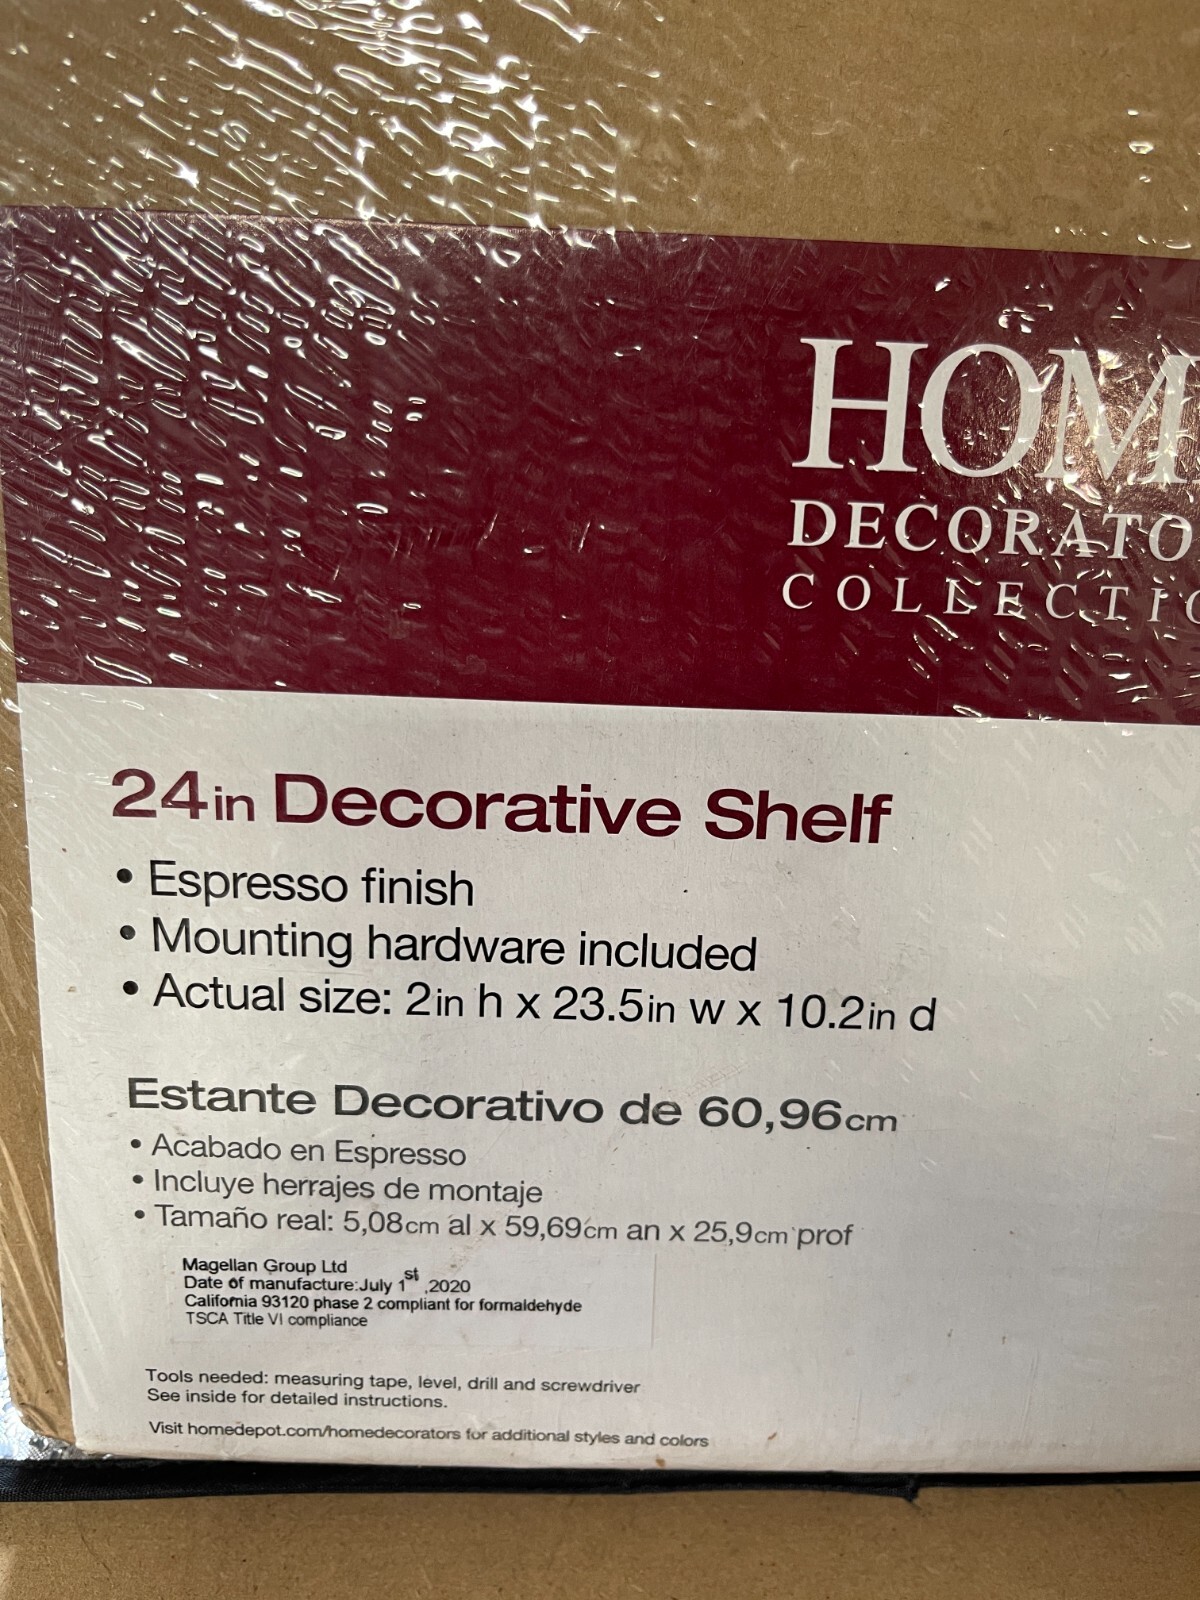 HOM
DECORATO
COLLECTIO
24in Decorative Shelf
• Espresso finish
• Mounting hardware included
• Actual size: 2in h x 23.5in w x 10.2in d
Estante Decorativo de 60,96cm
• Acabado en Espresso
• Incluye herrajes de montaje
• Tamaño real: 5,08cm al x 59,69cm an x 25,9cm prof
Magellan Group Ltd
Date of manufacture:July 1st ,2020
California 93120 phase 2 compliant for formaldehyde
TSCA Title VI compliance
Tools needed: measuring tape, level, drill and screwdriver
See inside for detailed instructions.
Visit homedepot.com/homedecorators for additional styles and colors